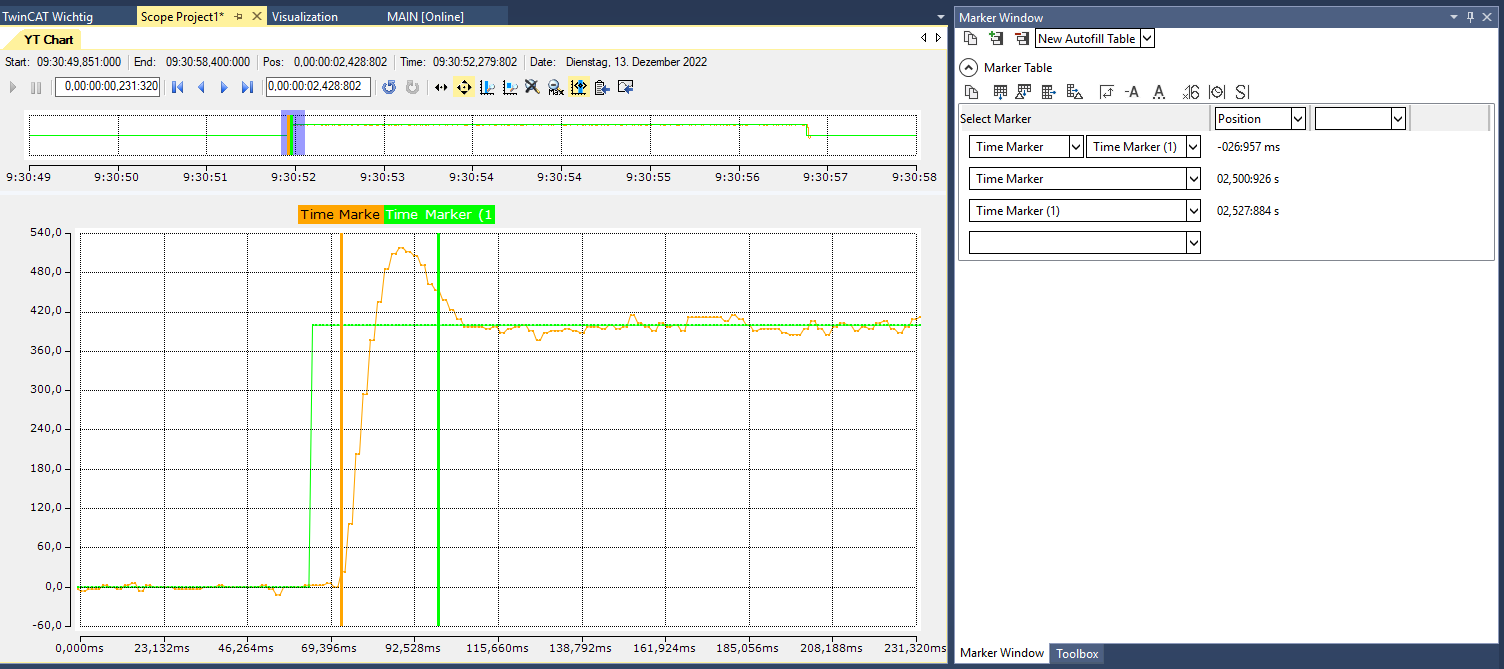 TwinCAT Wichtig Scope Project1* Visualization MAIN [Online]
YT Chart
Start: 09:30:49,851:000 End: 09:30:58,400:000 Pos: 0,00:00:02,428:802 Time: 09:30:52,279:802 Date: Dienstag, 13. Dezember 2022
0,00:00:00,231:320 0,00:00:02,428:802
9:30:49 9:30:50 9:30:51 9:30:52 9:30:53 9:30:54 9:30:54 9:30:55 9:30:56 9:30:57 9:30:58
Time Marke Time Marker (1
540,0
480,0
420,0
360,0
300,0
240,0
180,0
120,0
60,0
0,0
-60,0
0,000ms 23,132ms 46,264ms 69,396ms 92,528ms 115,660ms 138,792ms 161,924ms 185,056ms 208,188ms 231,320ms
Marker Window
New Autofill Table
Marker Table
Select Marker Position
Time Marker Time Marker (1) -026:957 ms
Time Marker 02,500:926 s
Time Marker (1) 02,527:884 s
Marker Window Toolbox